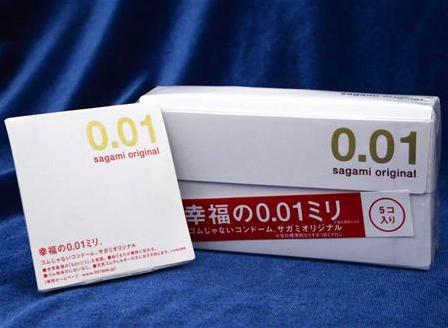 0.01
sagami original
幸福の0.01ミリ。
ゴムじゃないコンドーム、サガミオリジナル
0.01
sagami original
幸福の0.01ミリ
ゴムじゃないコンドーム、サガミオリジナル
5コ
入り